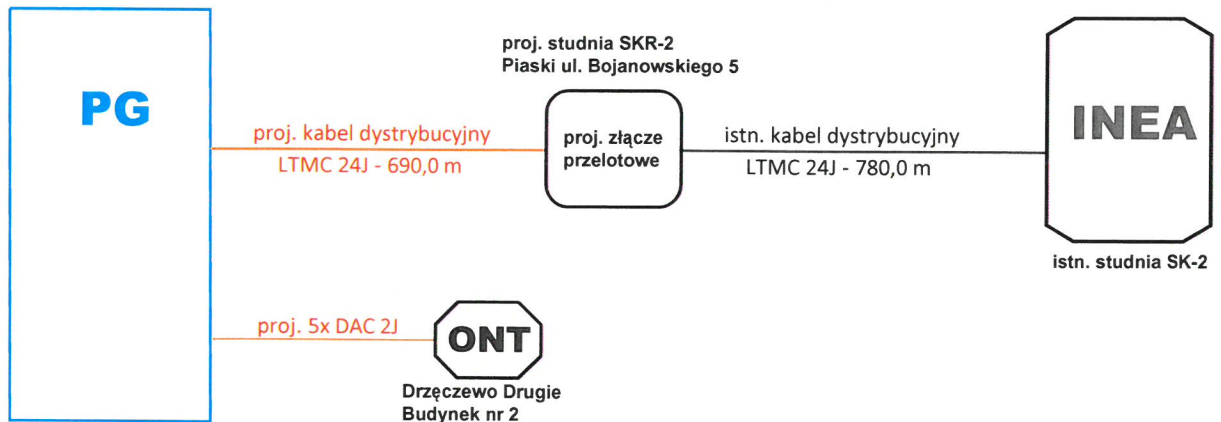 PG
proj. kabel dystrybucyjny
LTMC 24J - 690,0 m
proj. studnia SKR-2
Piaski ul. Bojanowskiego 5
proj. złącze
przelotowe
istn. kabel dystrybucyjny
LTMC 24J - 780,0 m
INEA
istn. studnia SK-2
proj. 5x DAC 2J
ONT
Drzęczewo Drugie
Budynek nr 2